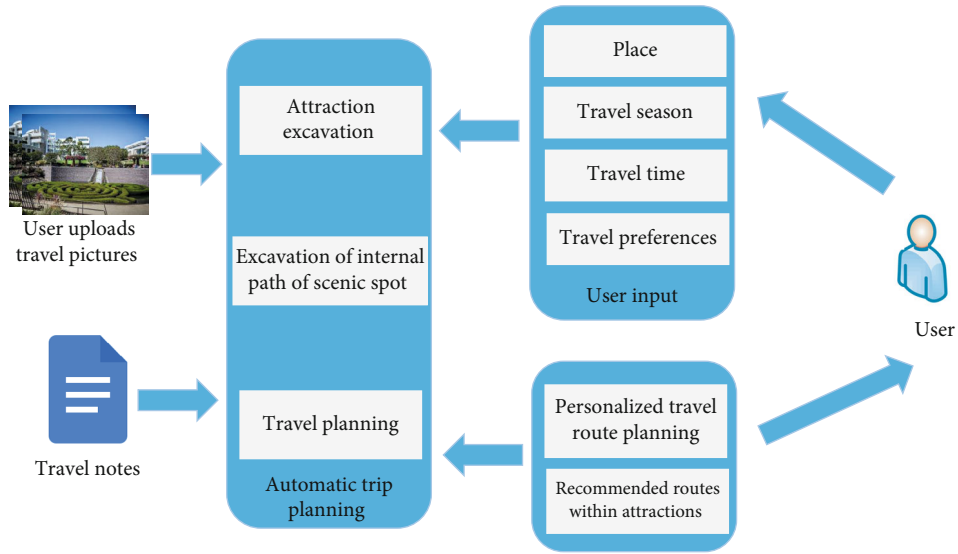 User uploads
travel pictures
Travel notes
Attraction
excavation
Excavation of internal
path of scenic spot
Travel planning
Automatic trip
planning
Place
Travel season
Travel time
Travel preferences
User input
Personalized travel
route planning
Recommended routes
within attractions
User